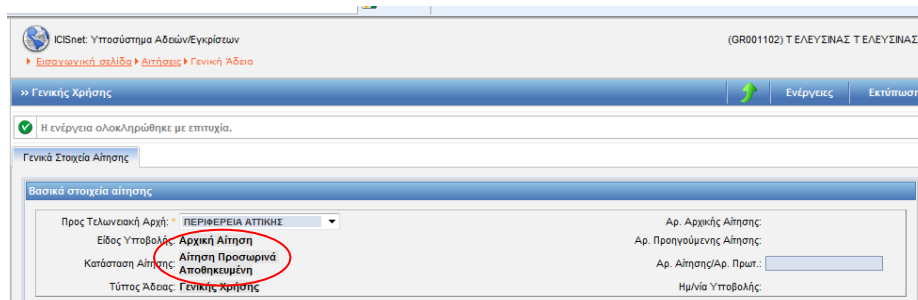 ICISnet: Υποσύστημα Αδειών/Εγκρίσεων
(GR001102) Τ ΕΛΕΥΣΙΝΑΣ Τ ΕΛΕΥΣΙΝΑΣ
Εισαγωγική σελίδα Αιτήσεις Γενική Άδεια
» Γενικής Χρήσης
Ενέργειες Εκτύπωση
Η ενέργεια ολοκληρώθηκε με επιτυχία.
Γενικά Στοιχεία Αίτησης
Βασικά στοιχεία αίτησης
Προς Τελωνειακή Αρχή: * ΠΕΡΙΦΕΡΕΙΑ ΑΤΤΙΚΗΣ
Αρ. Αρχικής Αίτησης:
Είδος Υποβολής: Αρχική Αίτηση
Αρ. Προηγούμενης Αίτησης:
Κατάσταση Αίτησης: Αίτηση Προσωρινά
Αποθηκευμένη
Αρ. Αίτησης/Αρ. Πρωτ.:
Τύπος Άδειας: Γενικής Χρήσης
Ημ/νία Υποβολής: